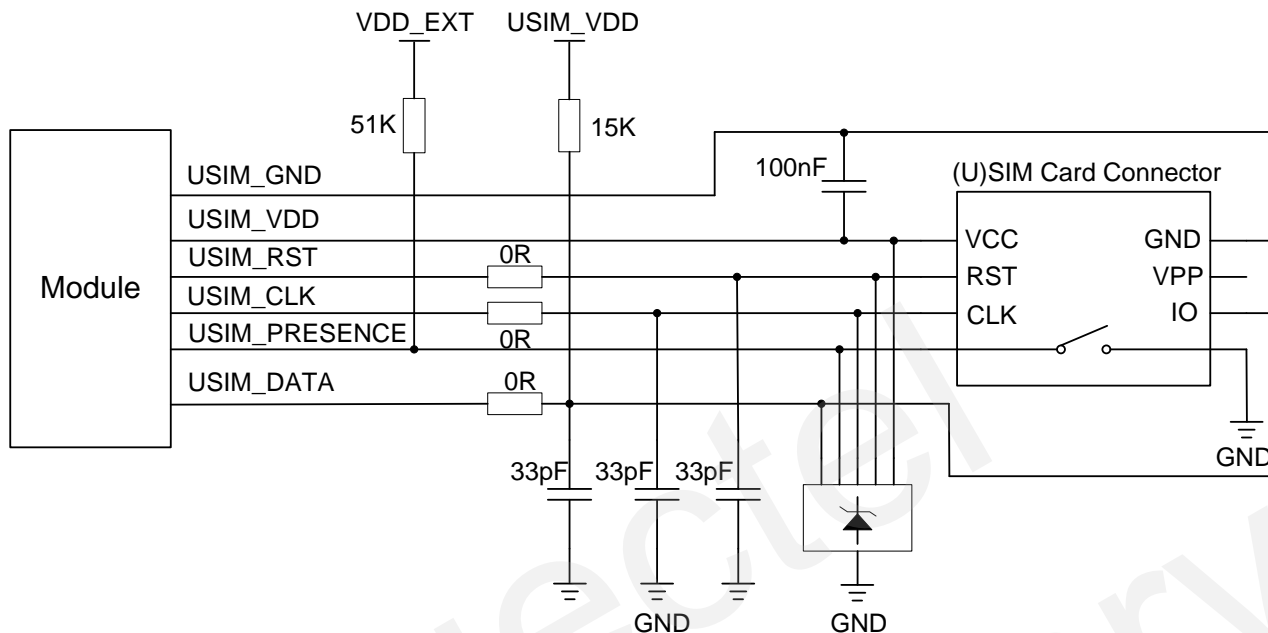 VDD_EXT USIM_VDD
51K 15K
100nF
(U)SIM Card Connector
USIM_GND
USIM_VDD
USIM_RST
USIM_CLK
USIM_PRESENCE
USIM_DATA
Module
0R
0R
0R
VCC GND
RST VPP
CLK IO
33pF 33pF 33pF
GND
GND
GND
ectel